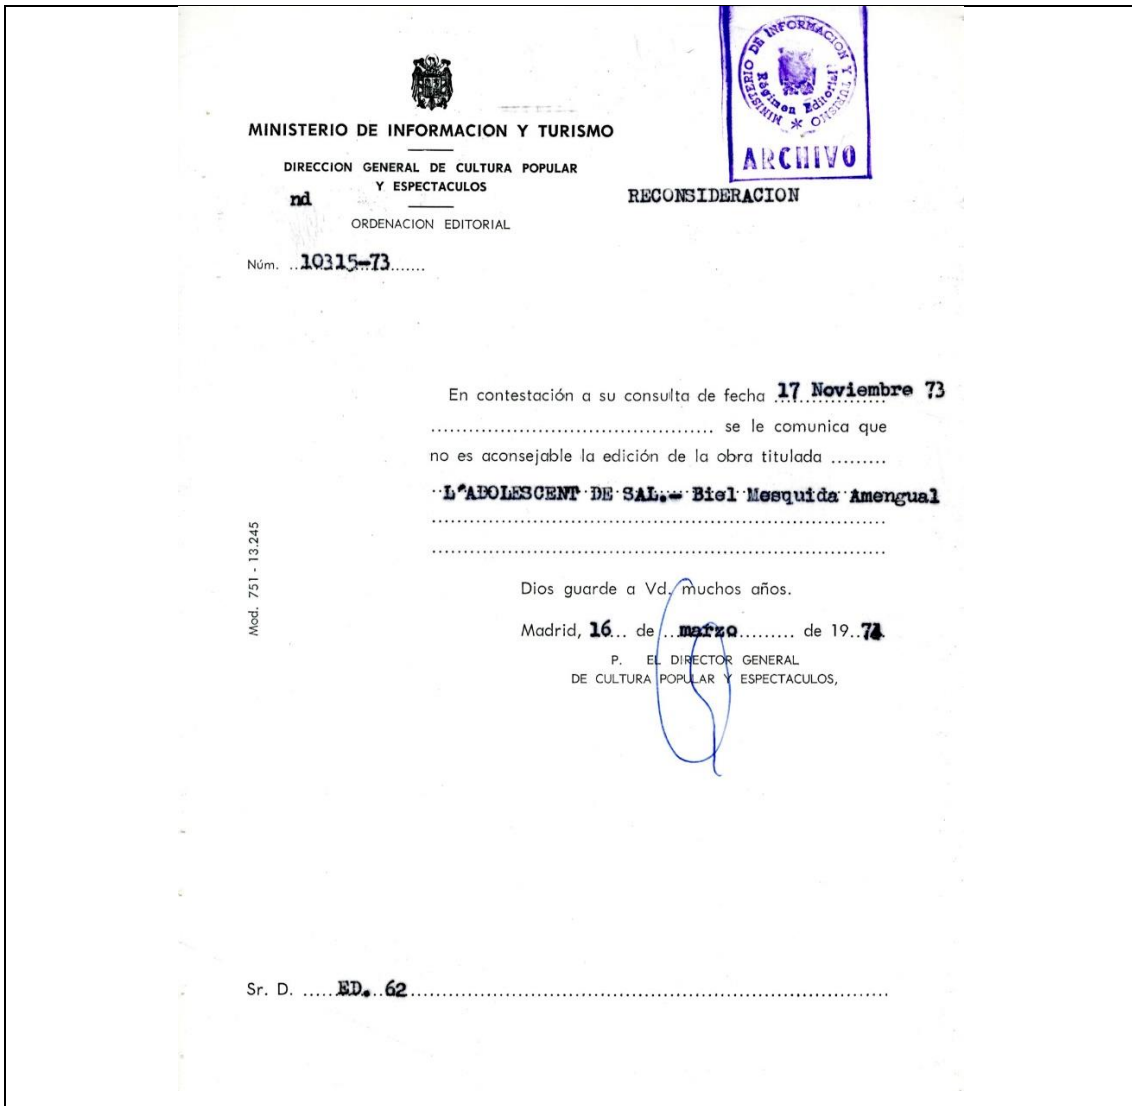 MINISTERIO DE INFORMACION Y TURISMO
Régimen Editorial
ARCHIVO
MINISTERIO DE INFORMACION Y TURISMO
DIRECCION GENERAL DE CULTURA POPULAR
Y ESPECTACULOS
nd
RECONSIDERACION
ORDENACION EDITORIAL
Núm. ..10315-73.......
En contestación a su consulta de fecha 17 Noviembre 73
............................................ se le comunica que
no es aconsejable la edición de la obra titulada .........
L"ADOLESCENT DE SAL.- Biel Mesquida Amengual
Mod. 751 - 13.245
Dios guarde a Vd. muchos años.
Madrid, 16... de ...marzo......... de 19..74
P. EL DIRECTOR GENERAL
DE CULTURA POPULAR Y ESPECTACULOS,
Sr. D. .....ED. 62..............................